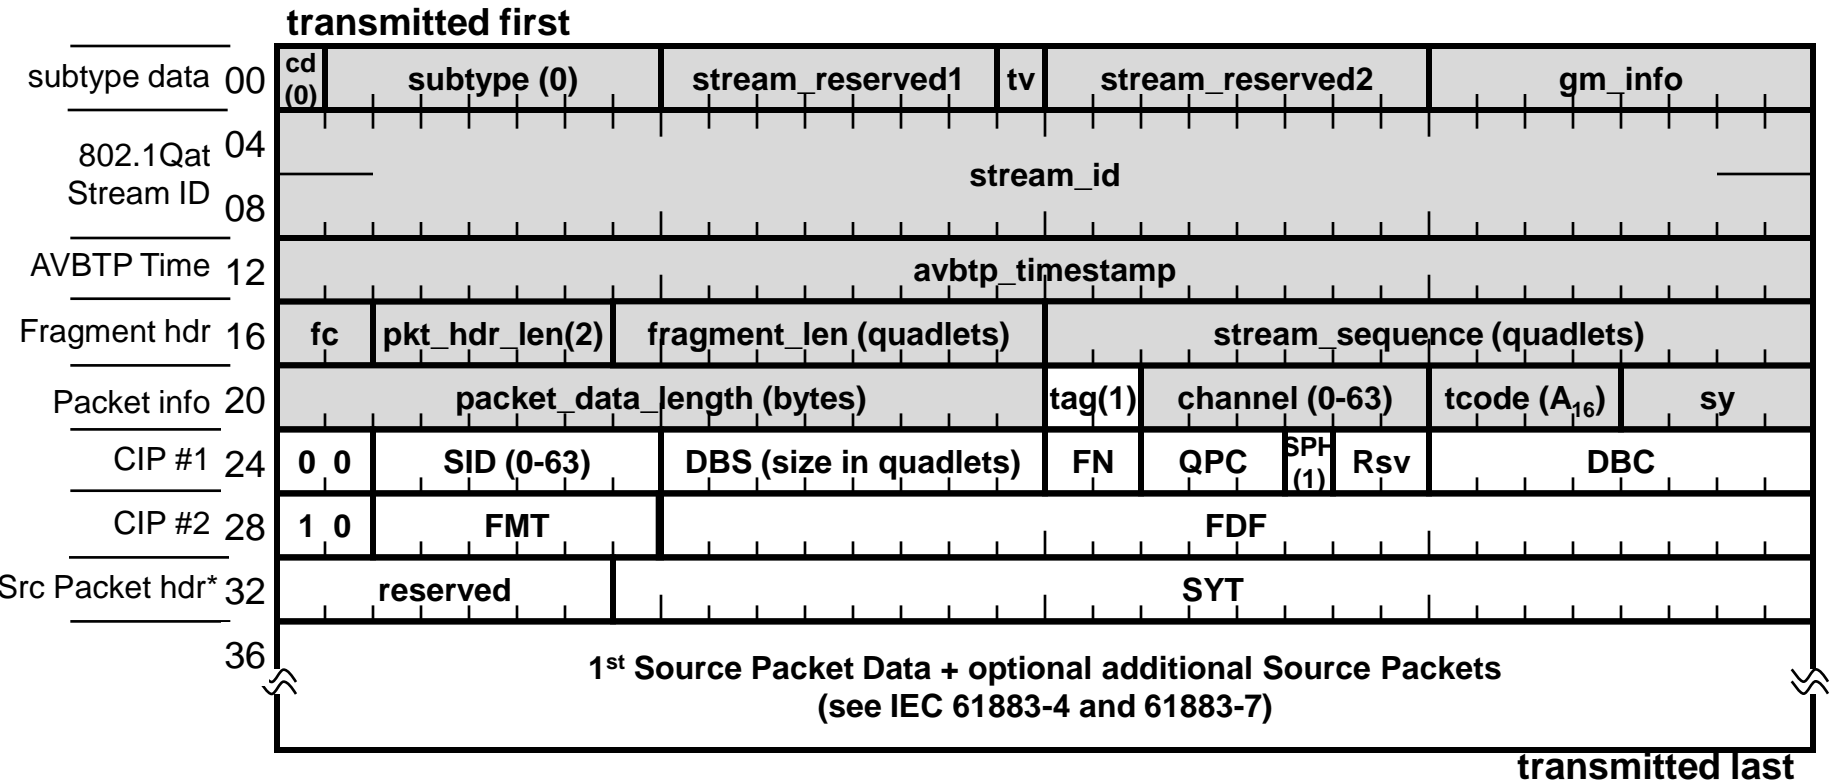 transmitted first
subtype data 00 cd (0) subtype (0) stream_reserved1 tv stream_reserved2 gm_info
802.1Qat Stream ID 04 08 stream_id
AVBTP Time 12 avbtp_timestamp
Fragment hdr 16 fc pkt_hdr_len(2) fragment_len (quadlets) stream_sequence (quadlets)
Packet info 20 packet_data_length (bytes) tag(1) channel (0-63) tcode (A₁₆) sy
CIP #1 24 0 0 SID (0-63) DBS (size in quadlets) FN QPC SPH (1) Rsv DBC
CIP #2 28 1 0 FMT FDF
Src Packet hdr* 32 reserved SYT
36 1st Source Packet Data + optional additional Source Packets
(see IEC 61883-4 and 61883-7)
transmitted last